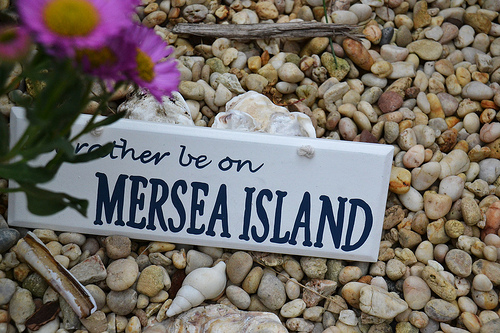 rather be on
MERSEA ISLAND